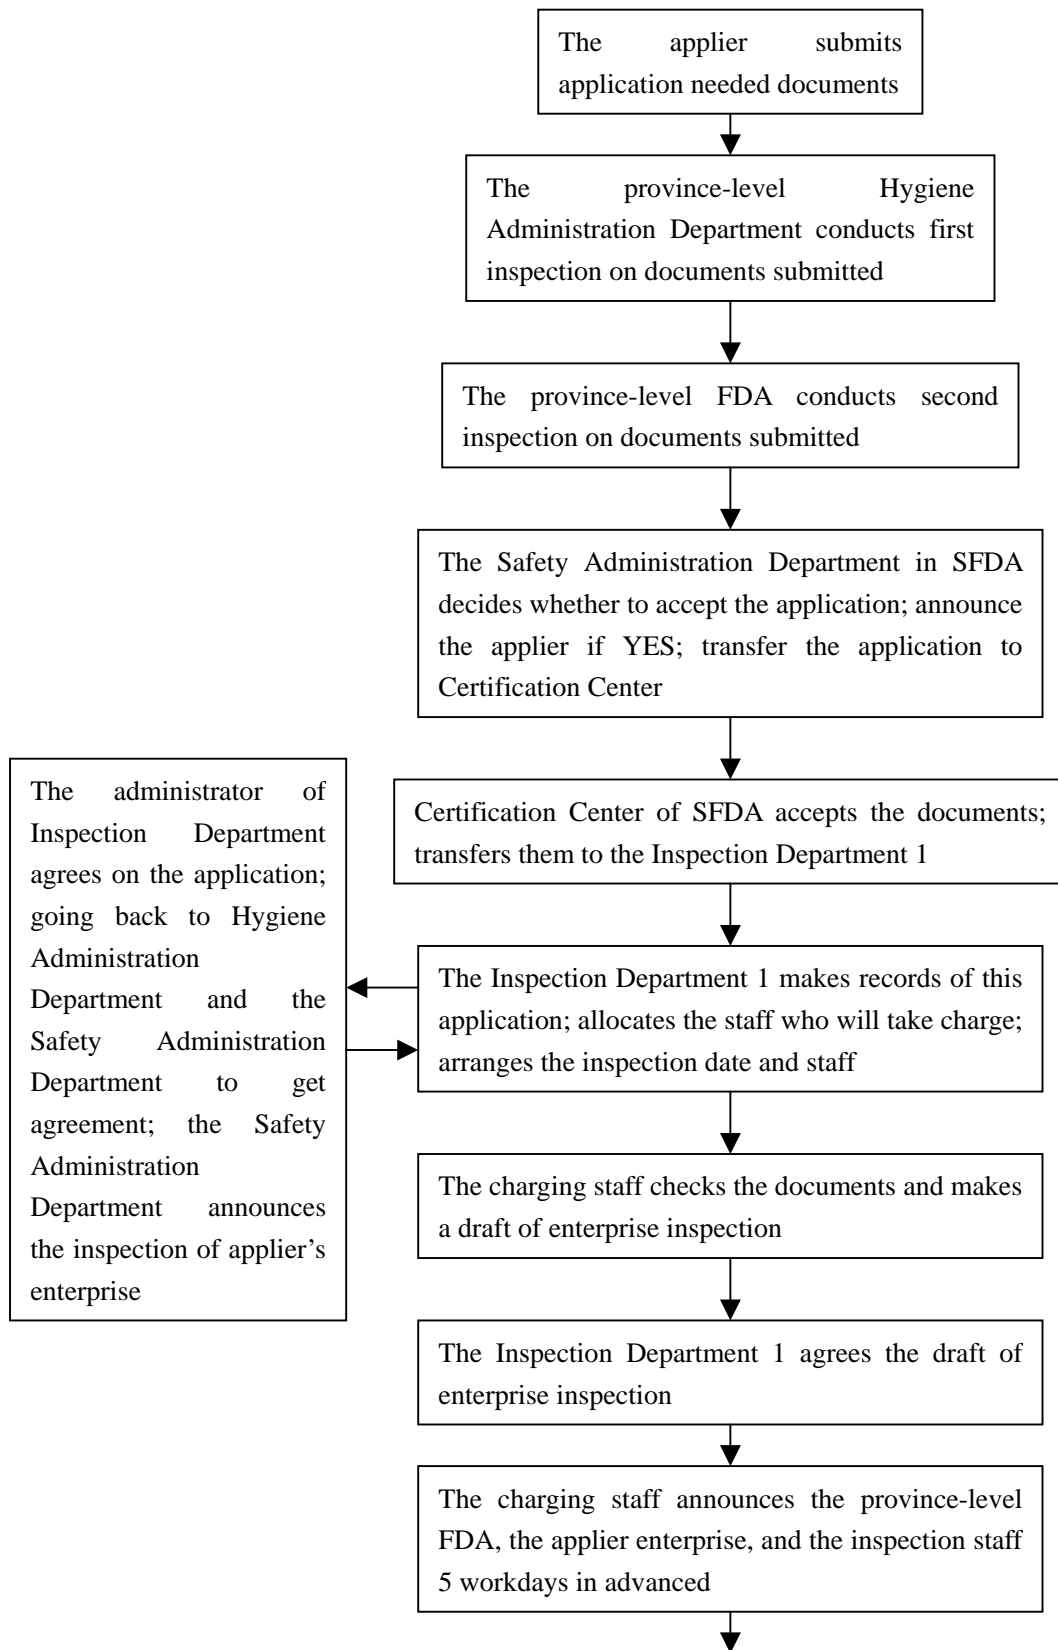 The applier submits
application needed documents
The province-level Hygiene
Administration Department conducts first
inspection on documents submitted
The province-level FDA conducts second
inspection on documents submitted
The Safety Administration Department in SFDA
decides whether to accept the application; announce
the applier if YES; transfer the application to
Certification Center
Certification Center of SFDA accepts the documents;
transfers them to the Inspection Department 1
The administrator of
Inspection Department
agrees on the application;
going back to Hygiene
Administration
Department and the
Safety Administration
Department to get
agreement; the Safety
Administration
Department announces
the inspection of applier’s
enterprise
The Inspection Department 1 makes records of this
application; allocates the staff who will take charge;
arranges the inspection date and staff
The charging staff checks the documents and makes
a draft of enterprise inspection
The Inspection Department 1 agrees the draft of
enterprise inspection
The charging staff announces the province-level
FDA, the applier enterprise, and the inspection staff
5 workdays in advanced